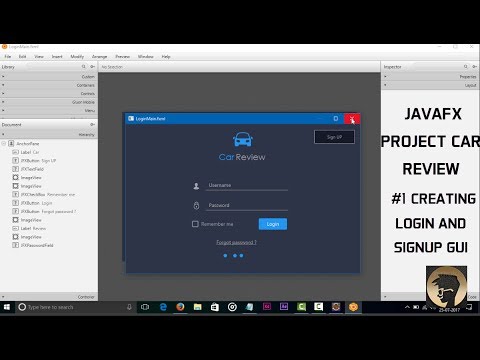 LoginMain.fxml
File Edit View Insert Modify Arrange Preview Window Help
Library
Custom
Containers
Controls
Gluon Mobile
Menu
Document
Hierarchy
AnchorPane
Label Car
JFXButton Sign UP
JFXTextField
ImageView
ImageView
JFXCheckBox Remember me
JFXButton Login
JFXButton Forgot password ?
ImageView
Label Review
ImageView
JFXPasswordField
Controller
No Selection
LoginMain.fxml
Sign UP
Car Review
Username
Password
Remember me
Login
Forgot password ?
Inspector
Properties
Layout
JAVAFX
PROJECT CAR
REVIEW
#1 CREATING
LOGIN AND
SIGNUP GUI
Type here to search
23-07-2017